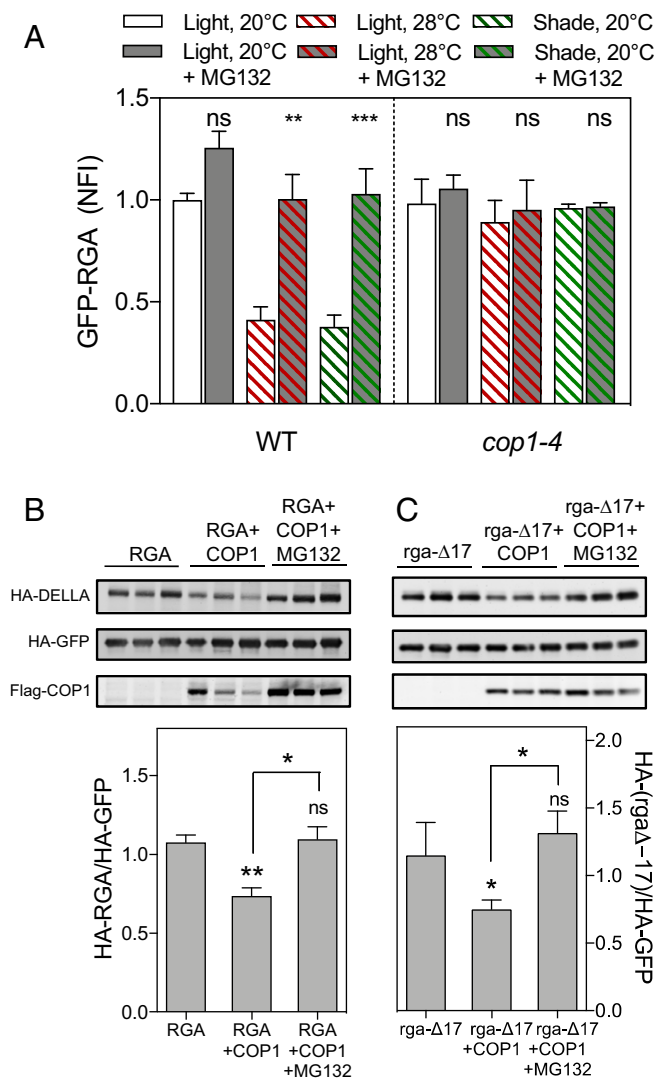 A
Light, 20°C Light, 28°C Shade, 20°C
Light, 20°C Light, 28°C Shade, 20°C
+ MG132 + MG132 + MG132
1.5
1.0
0.5
0.0
GFP-RGA (NFI)
ns ** *** ns ns ns
WT cop1-4
B
RGA
RGA+
COP1
RGA+
COP1+
MG132
HA-DELLA
HA-GFP
Flag-COP1
HA-RGA/HA-GFP
1.5
1.0
0.5
0.0
*
**
ns
RGA
RGA
+COP1
RGA
+COP1
+MG132
C
rga-Δ17
rga-Δ17+
COP1
rga-Δ17+
COP1+
MG132
2.0
1.5
1.0
0.5
0.0
HA-(rgaΔ-17)/HA-GFP
*
*
ns
rga-Δ17
rga-Δ17
+COP1
rga-Δ17
+COP1
+MG132